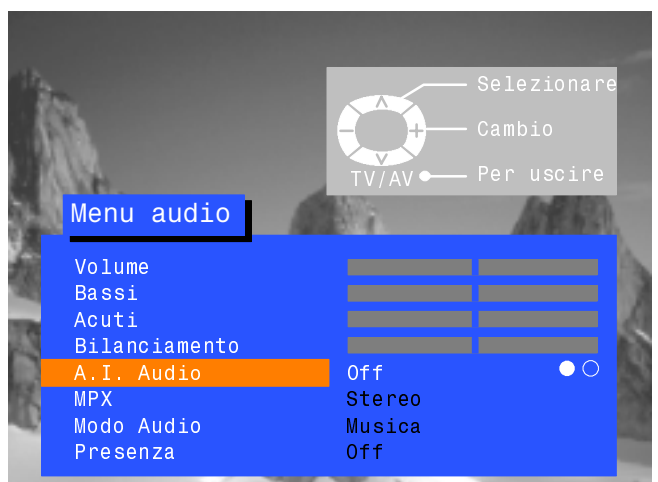 Selezionare
Cambio
TV/AV Per uscire
Menu audio
Volume
Bassi
Acuti
Bilanciamento
A.I. Audio Off
MPX Stereo
Modo Audio Musica
Presenza Off